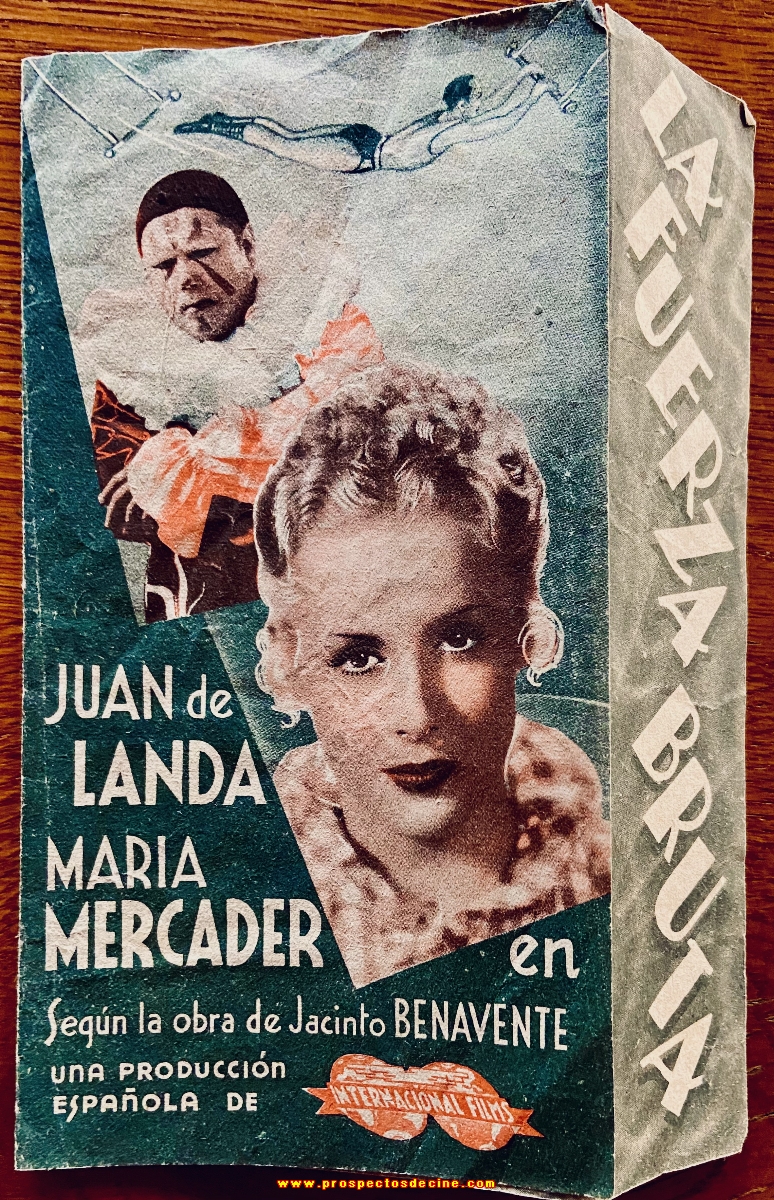 JUAN de
LANDA
MARIA
MERCADER
en
Según la obra de Jacinto BENAVENTE
UNA PRODUCCIÓN
ESPAÑOLA DE
INTERNACIONAL FILMS
LA FUERZA BRUTA
www.prospectosdecine.com